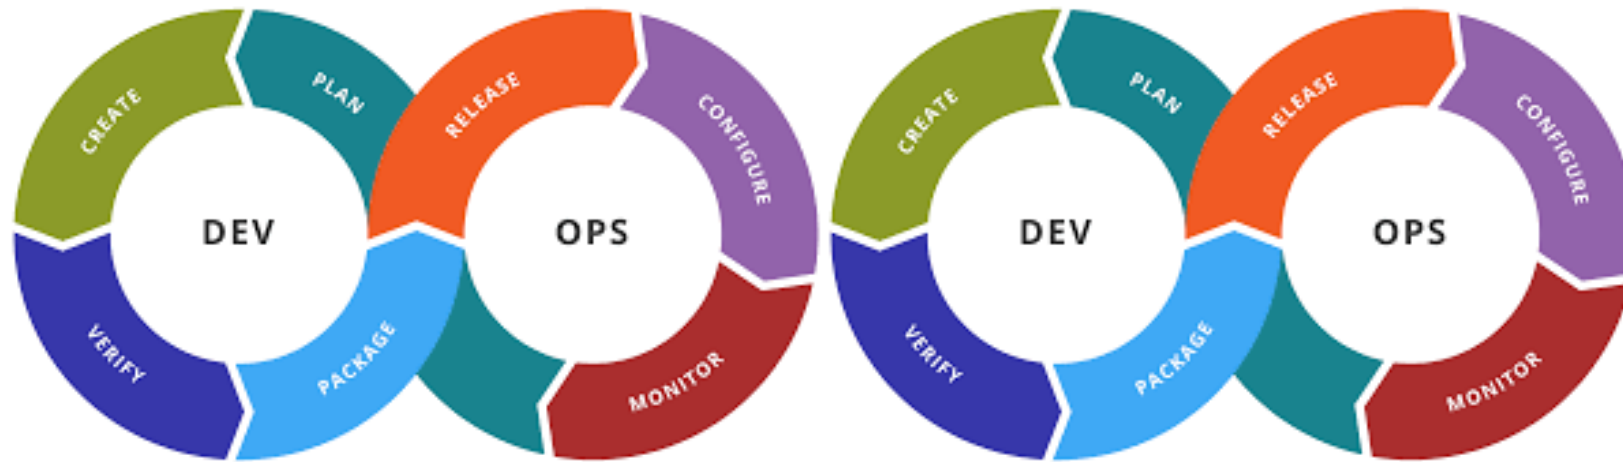 CREATE
PLAN
DEV
VERIFY
PACKAGE
RELEASE
CONFIGURE
OPS
MONITOR
CREATE
PLAN
DEV
VERIFY
PACKAGE
RELEASE
CONFIGURE
OPS
MONITOR